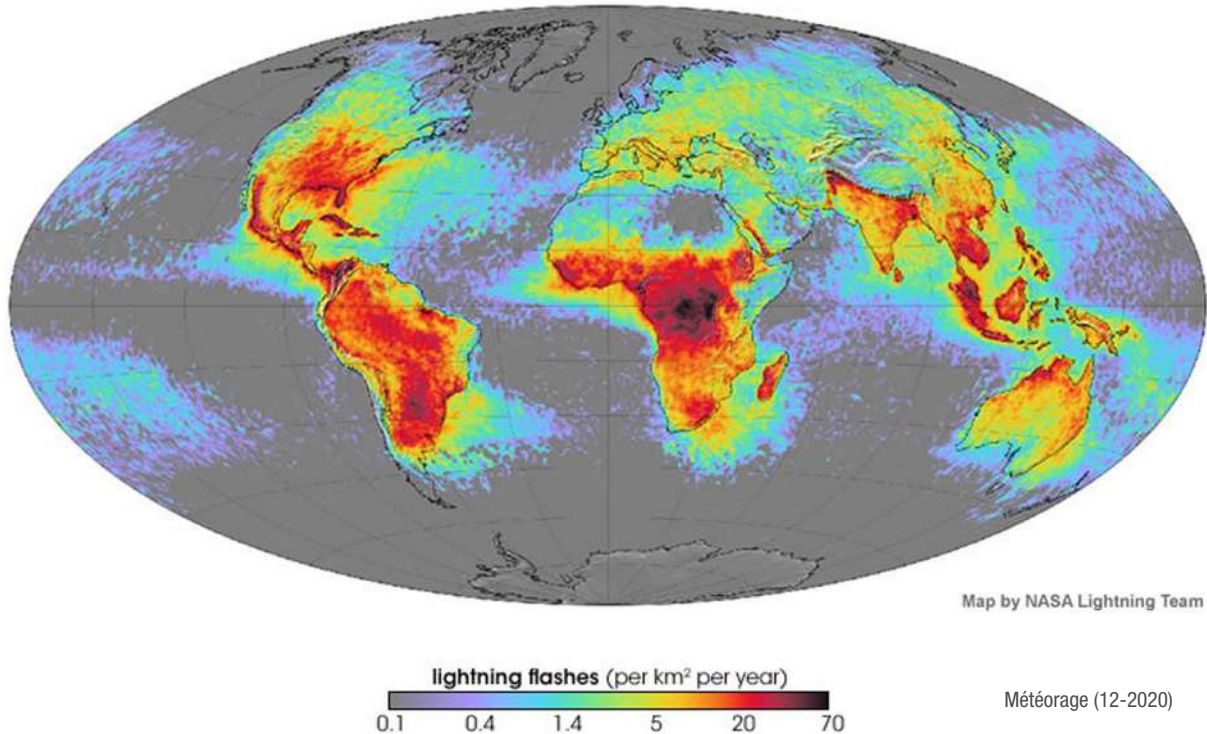 Map by NASA Lightning Team
lightning flashes (per km² per year)
0.1 0.4 1.4 5 20 70
Météorage (12-2020)